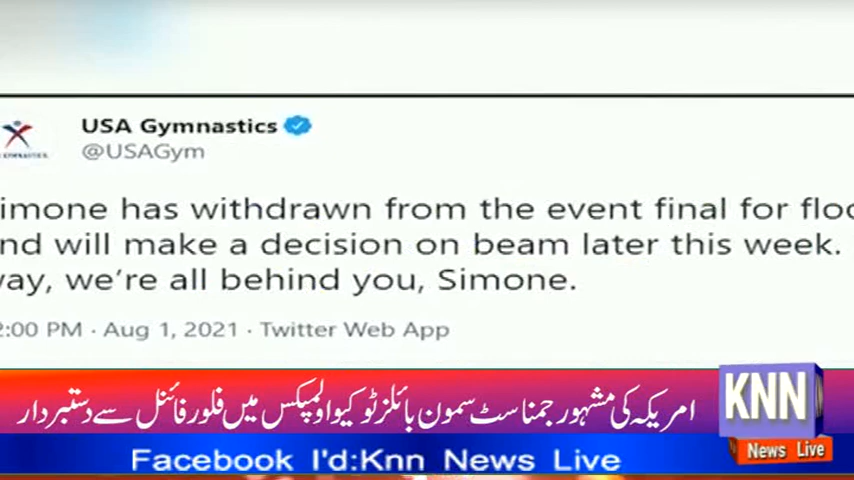 USA Gymnastics
@USAGym
imone has withdrawn from the event final for floo
nd will make a decision on beam later this week.
way, we're all behind you, Simone.
2:00 PM · Aug 1, 2021 · Twitter Web App
امریکہ کی مشہور جمناسٹ سمون بائلز ٹوکیو اولمپکس میں فلور فائنل سے دستبردار
KNN
News Live
Facebook I'd:Knn News Live